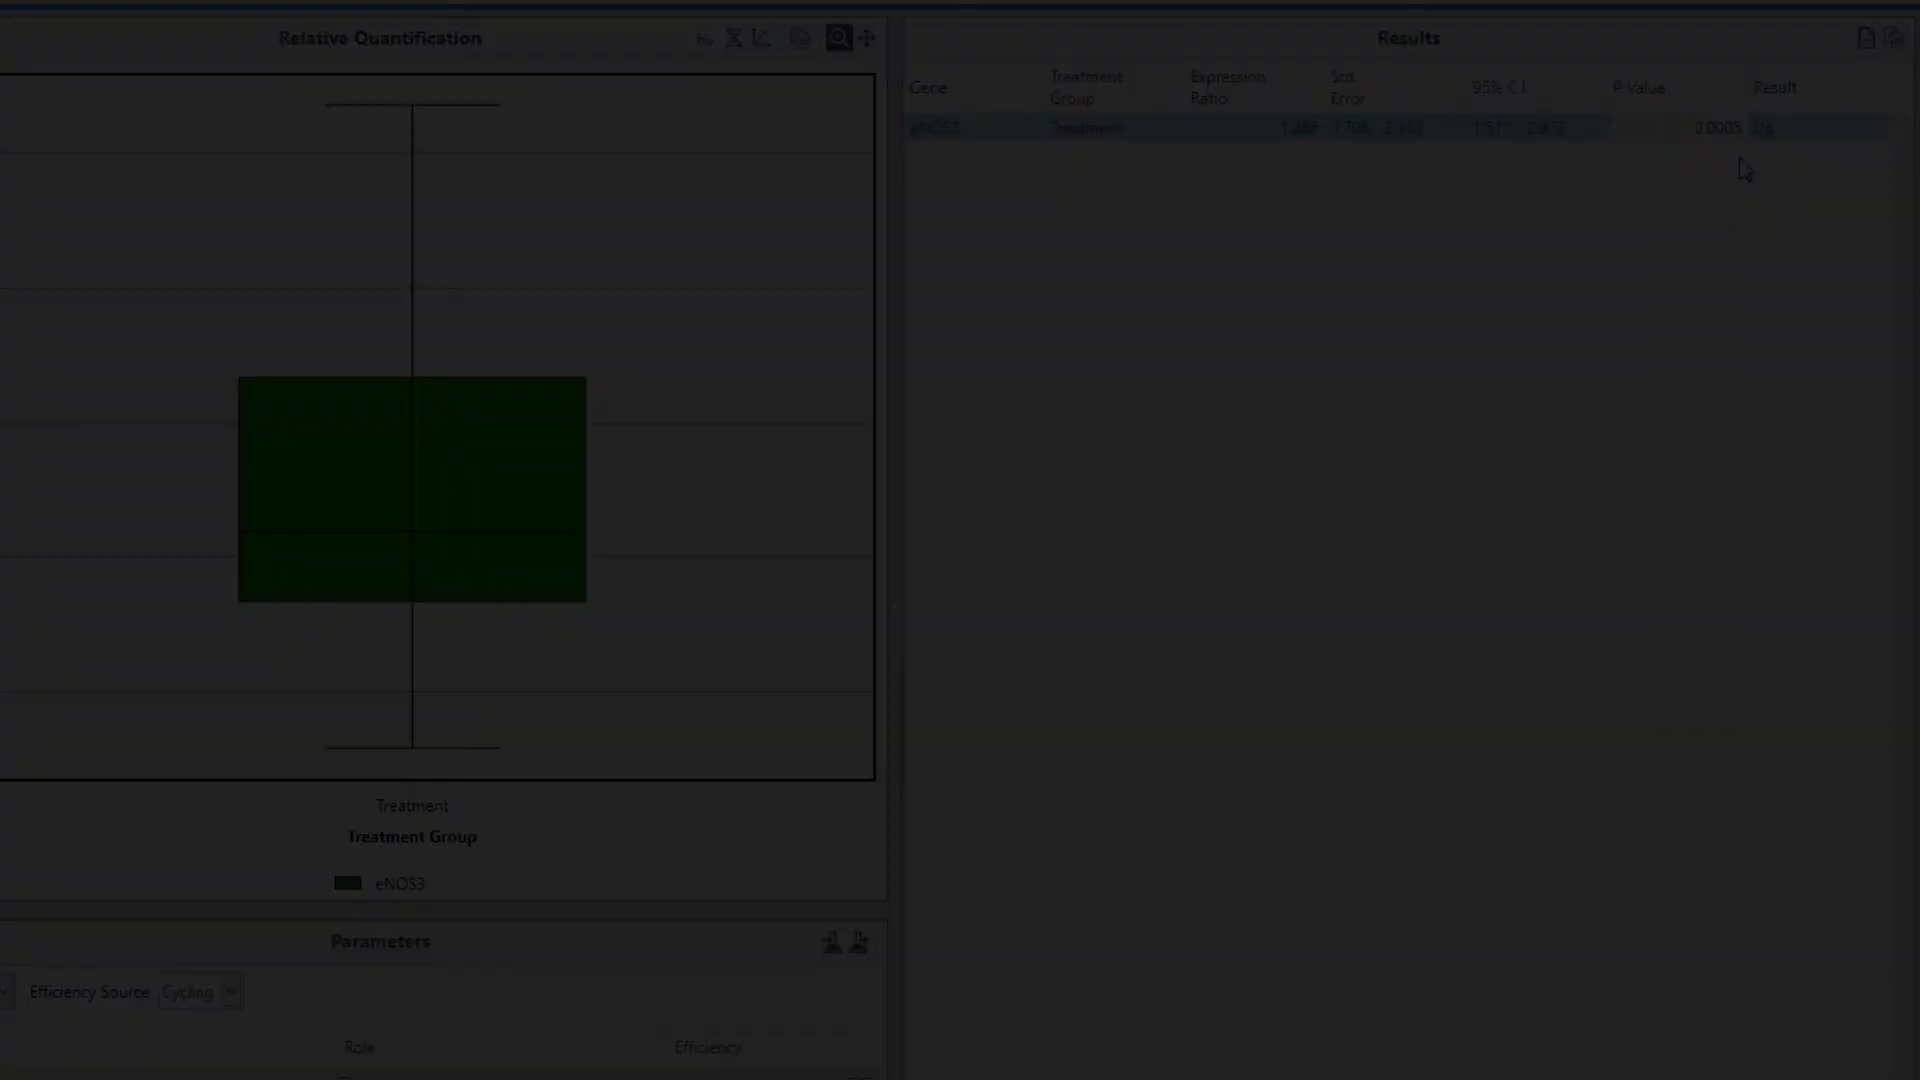 Relative Quantification
Treatment
Treatment Group
eNOS3
Parameters
Efficiency Source Cycling
Role Efficiency
Results
Gene Treatment Group Expression Ratio Std. Error 95% C.I. P Value Result
Treatment 0.0005